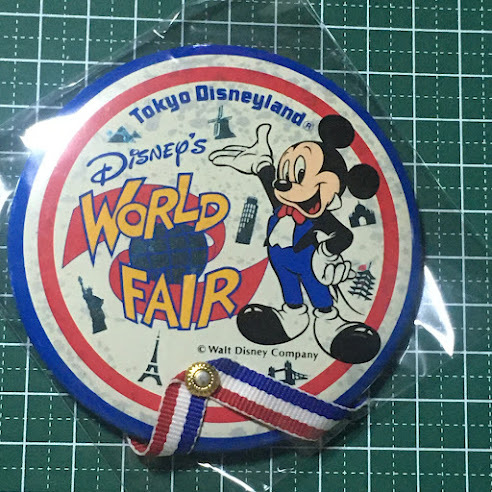 Tokyo Disneyland®
Disney's
WORLD
FAIR
© Walt Disney Company